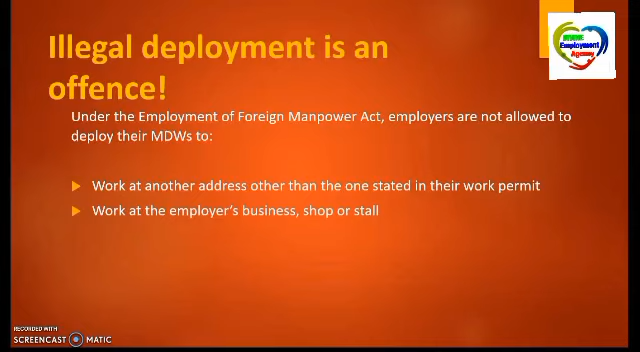 Illegal deployment is an
offence!
Employment
Agency
Under the Employment of Foreign Manpower Act, employers are not allowed to
deploy their MDWs to:
Work at another address other than the one stated in their work permit
Work at the employer's business, shop or stall
RECORDED WITH
SCREENCAST MATIC